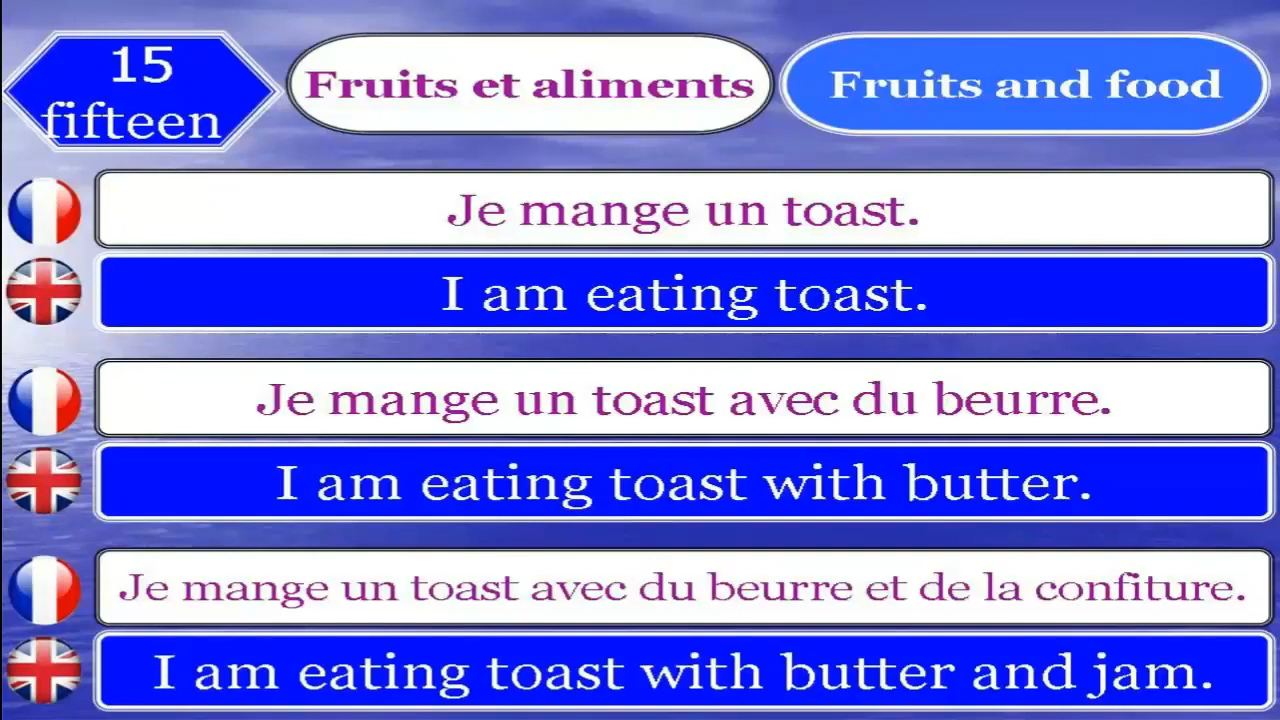 15
fifteen
Fruits et aliments
Fruits and food
Je mange un toast.
I am eating toast.
Je mange un toast avec du beurre.
I am eating toast with butter.
Je mange un toast avec du beurre et de la confiture.
I am eating toast with butter and jam.